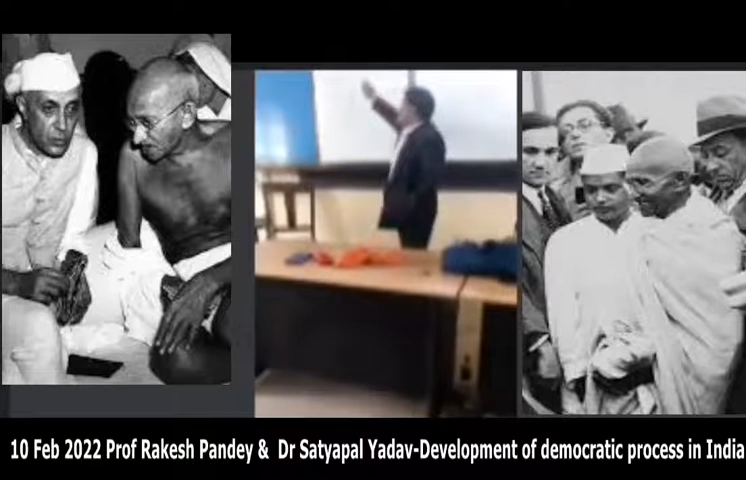 10 Feb 2022 Prof Rakesh Pandey & Dr Satyapal Yadav-Development of democratic process in India